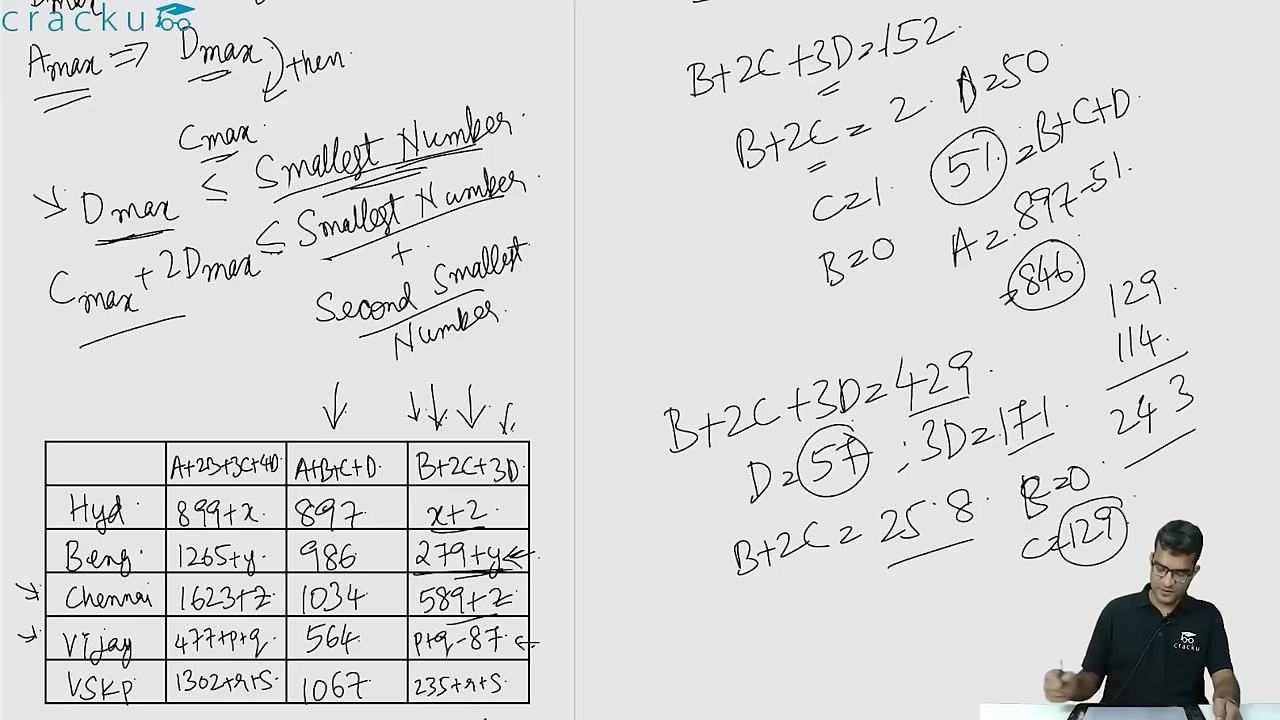 Dmax
cracku
Amax ⇒ Dmax
then
Cmax
Dmax ≤ Smallest Number.
Cmax + 2Dmax ≤ Smallest Number
+
Second Smallest
Number.
A+2B+3C+4D A+B+C+D. B+2C+3D
Hyd. 899+x. 897 x+2.
Beng. 1265+y. 986 279+y
Chennai 1623+z 1034 589+z
Vijay 477+p+q. 564. p+q-87.
VSKP 1302+r+s. 1067 235+r+s.
B+2C+3D=152.
B+2C = 2. D=50
C=1. 51=B+C+D.
B=0 A=897-51.
=846
129.
114.
243
B+2C+3D=429.
D=57 ; 3D=171.
B+2C = 258. B=0.
C=129
cracku